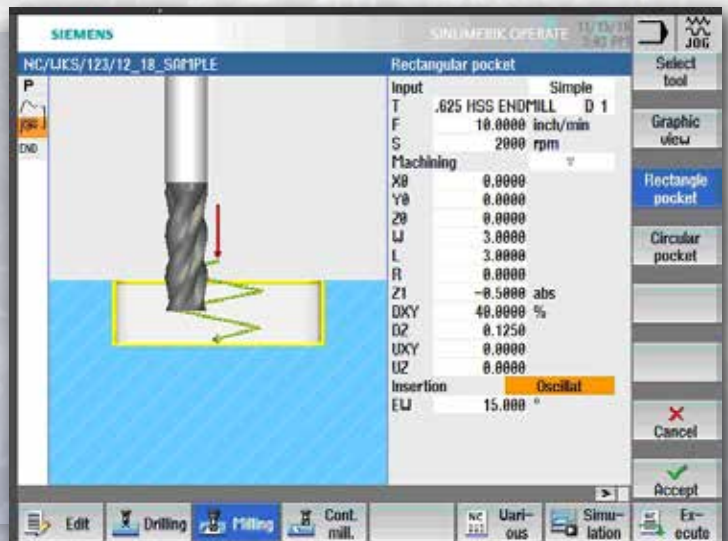 SIEMENS
SINUMERIK OPERATE
JOG
NC/WKS/123/12_18_SAMPLE
Rectangular pocket
Select
tool
P
END
Input Simple
T .625 HSS ENDMILL D 1
F 10.0000 inch/min
S 2000 rpm
Machining ▽
X0 0.0000
Y0 0.0000
Z0 0.0000
W 3.0000
L 3.0000
R 0.0000
Z1 -0.5000 abs
DXY 40.0000 %
DZ 0.1250
UXY 0.0000
UZ 0.0000
Insertion Oscillat
EW 15.000 °
Graphic
view
Rectangle
pocket
Circular
pocket
Cancel
Accept
Edit
Drilling
Milling
Cont.
mill.
NC
Vari-
ous
Simu-
lation
Ex-
ecute